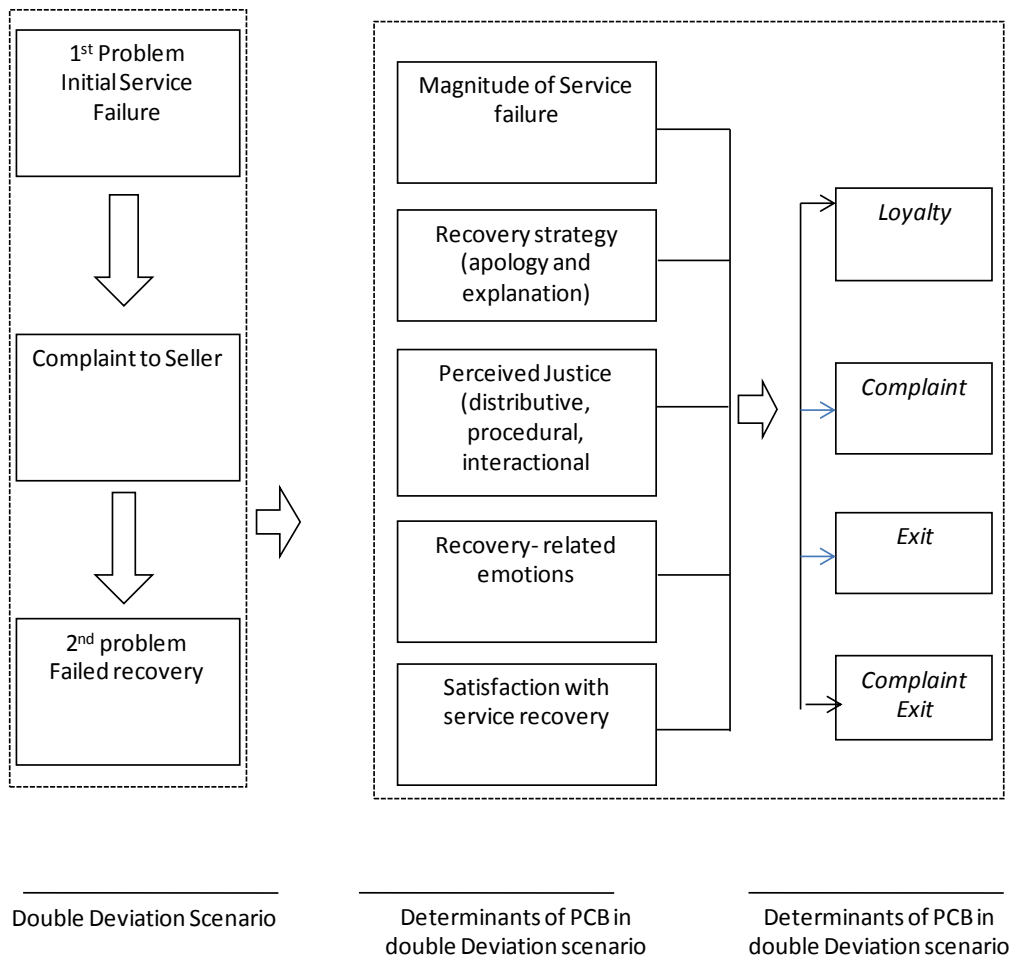 1st Problem
Initial Service
Failure
Complaint to Seller
2nd problem
Failed recovery
Magnitude of Service
failure
Recovery strategy
(apology and
explanation)
Perceived Justice
(distributive,
procedural,
interactional
Recovery- related
emotions
Satisfaction with
service recovery
Loyalty
Complaint
Exit
Complaint
Exit
Double Deviation Scenario
Determinants of PCB in
double Deviation scenario
Determinants of PCB in
double Deviation scenario